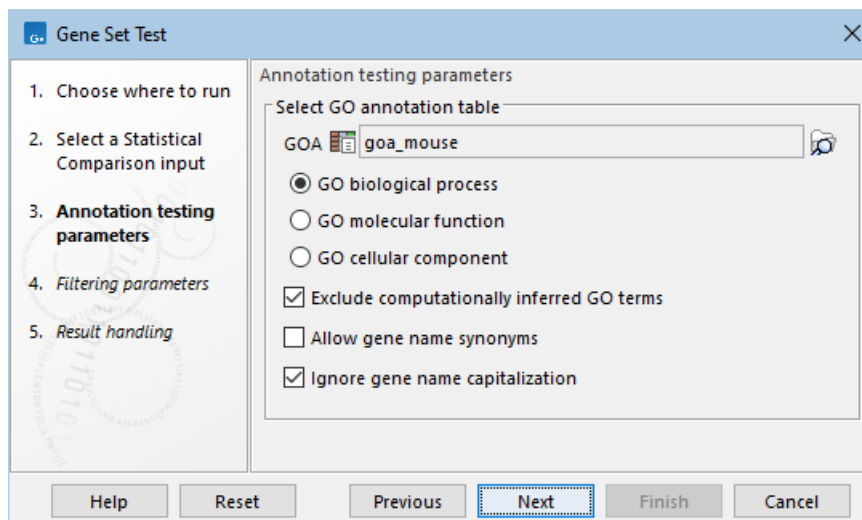 Gene Set Test
1. Choose where to run
2. Select a Statistical
Comparison input
3. Annotation testing
parameters
4. Filtering parameters
5. Result handling
Annotation testing parameters
Select GO annotation table
GOA goa_mouse
GO biological process
GO molecular function
GO cellular component
Exclude computationally inferred GO terms
Allow gene name synonyms
Ignore gene name capitalization
Help Reset Previous Next Finish Cancel